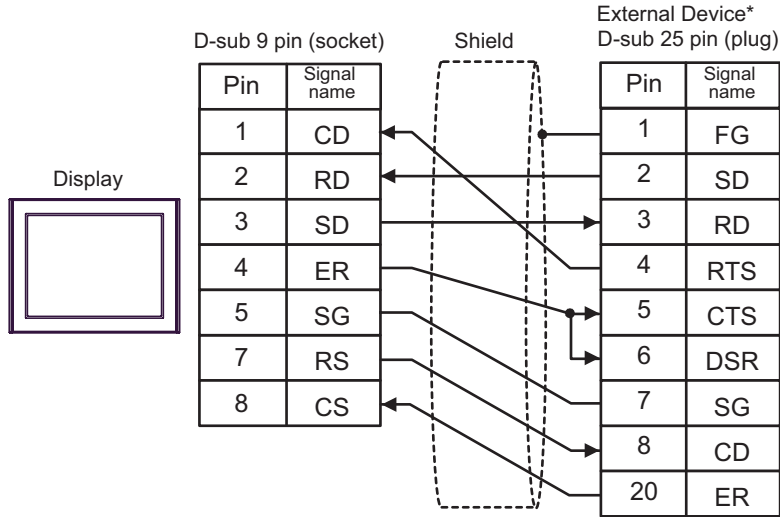 External Device*
D-sub 9 pin (socket) Shield D-sub 25 pin (plug)
Display
Pin Signal name
1 CD
2 RD
3 SD
4 ER
5 SG
7 RS
8 CS
Pin Signal name
1 FG
2 SD
3 RD
4 RTS
5 CTS
6 DSR
7 SG
8 CD
20 ER